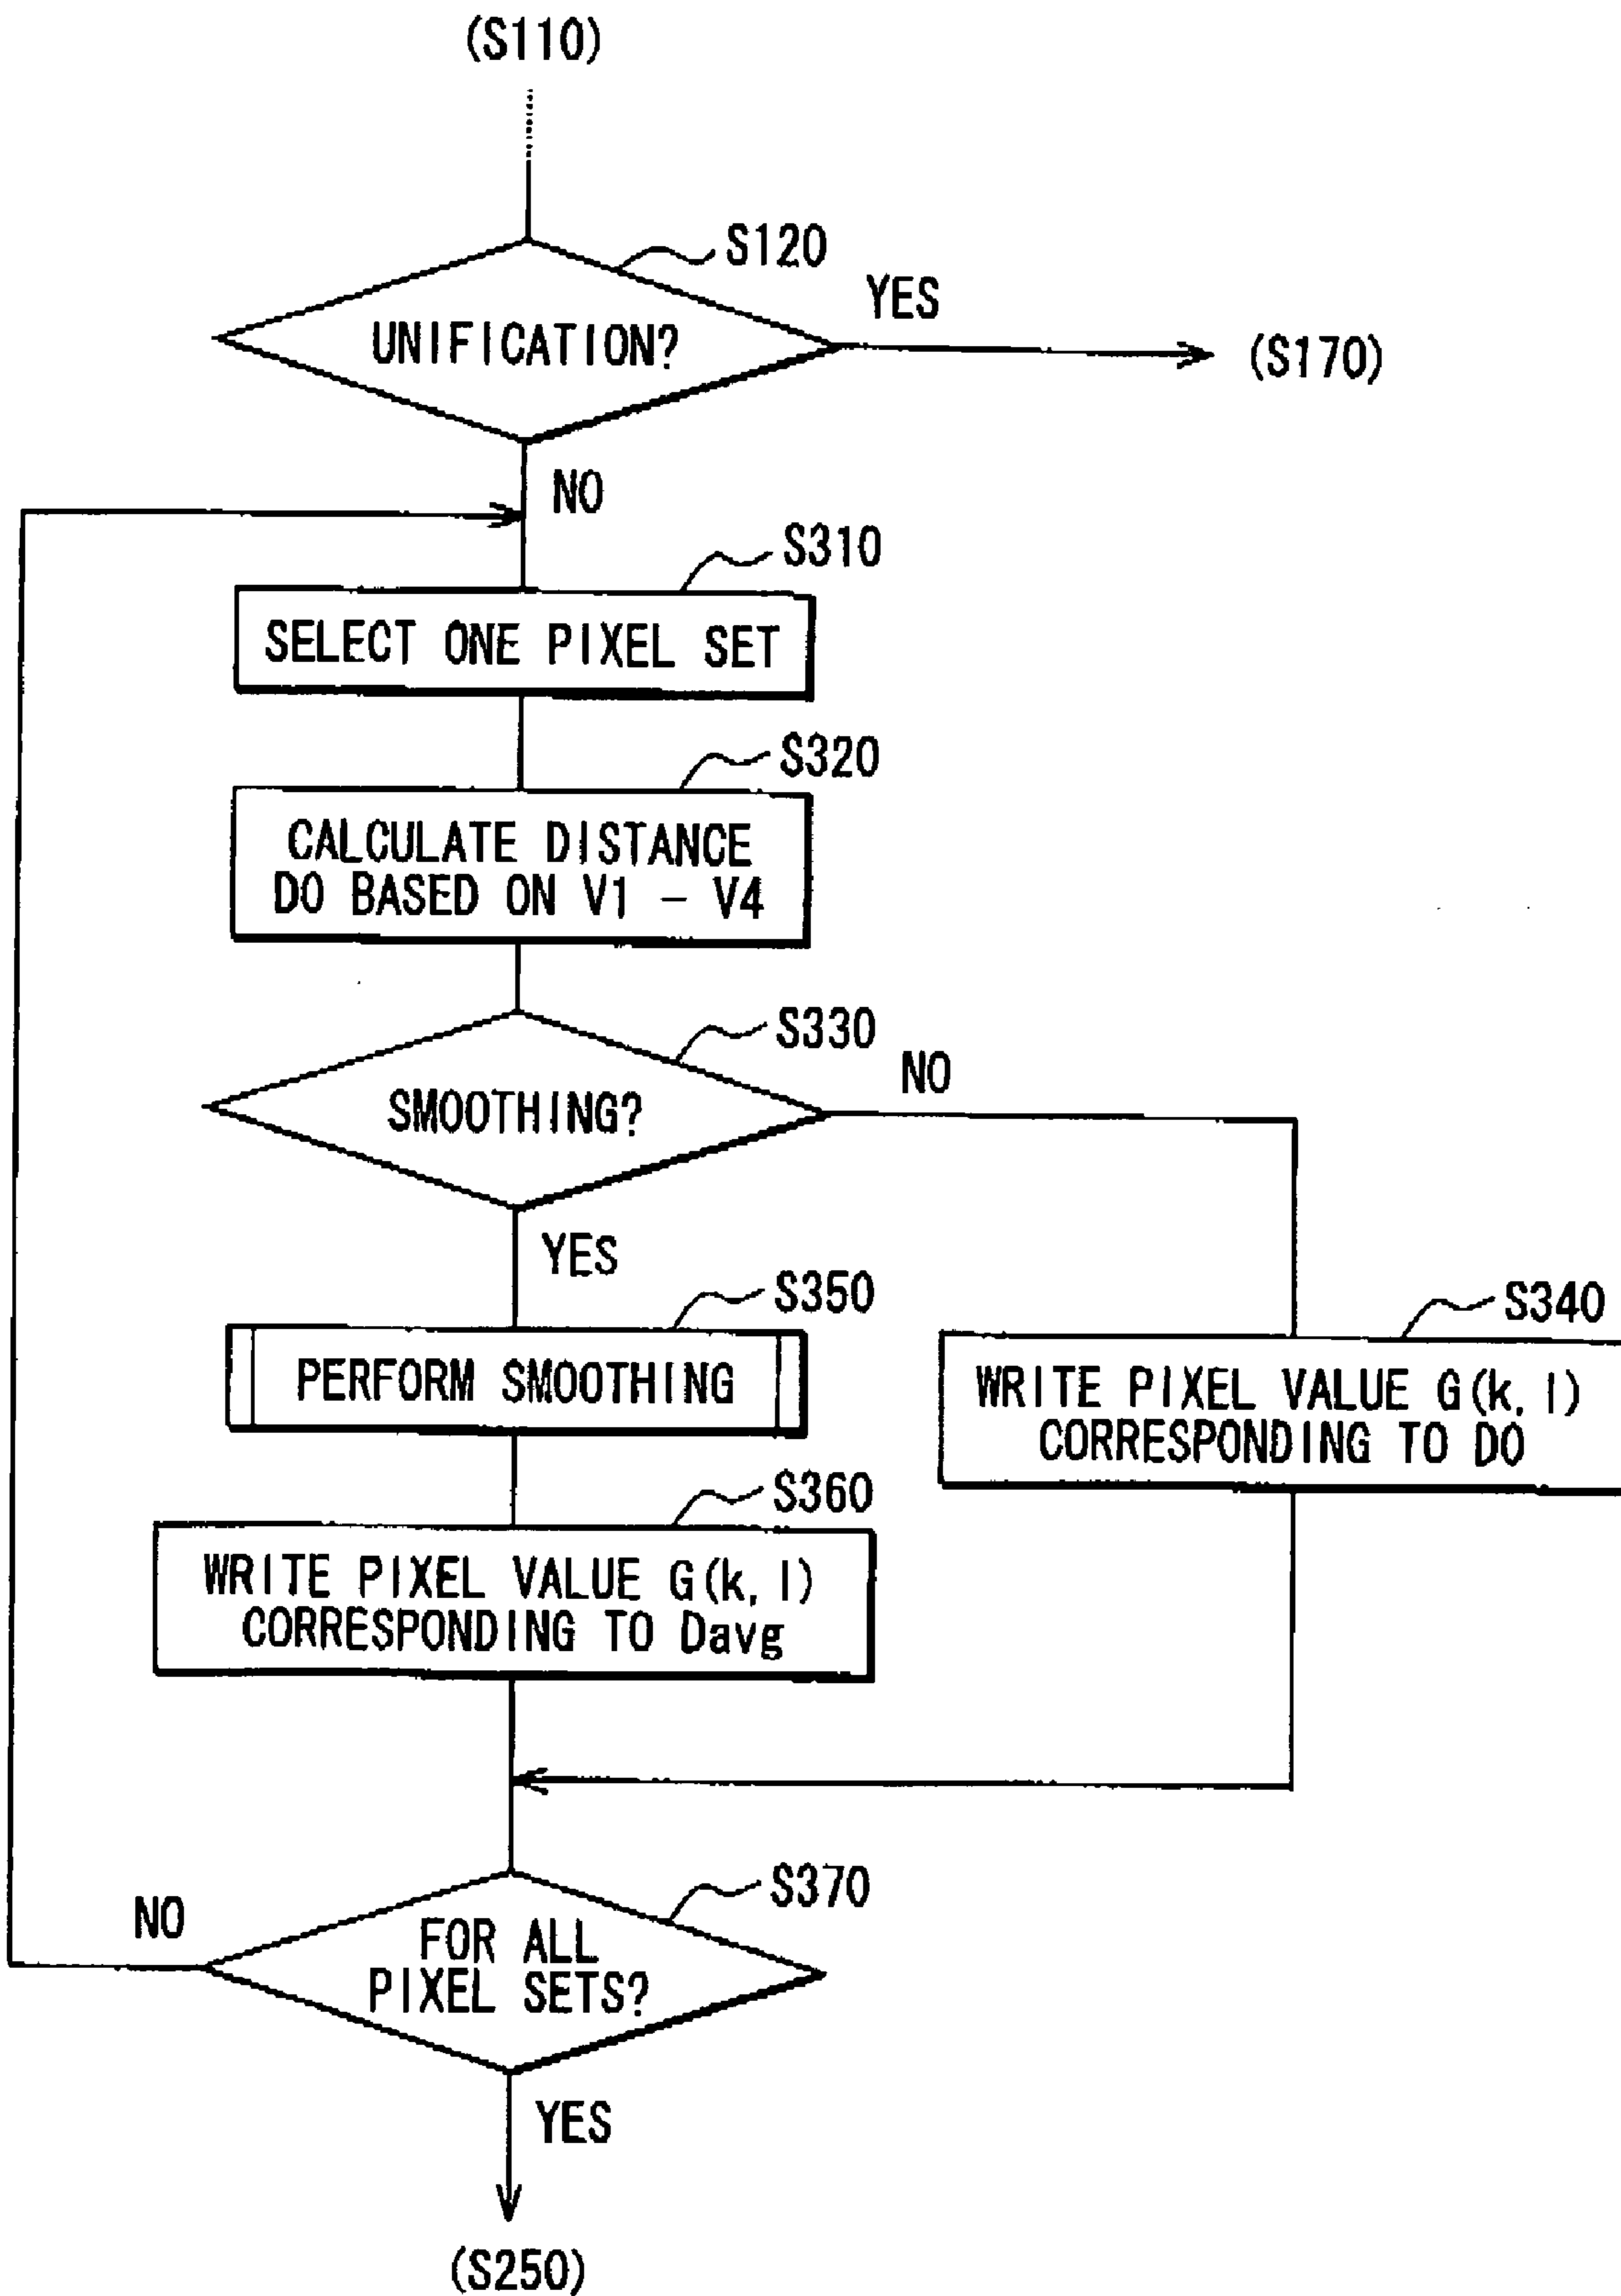 (S110)
S120
UNIFICATION?
YES
(S170)
NO
S310
SELECT ONE PIXEL SET
S320
CALCULATE DISTANCE
D0 BASED ON V1 - V4
S330
SMOOTHING?
NO
YES
S350
PERFORM SMOOTHING
S340
WRITE PIXEL VALUE G(k, l)
CORRESPONDING TO D0
S360
WRITE PIXEL VALUE G(k, l)
CORRESPONDING TO Davg
S370
NO
FOR ALL
PIXEL SETS?
YES
(S250)